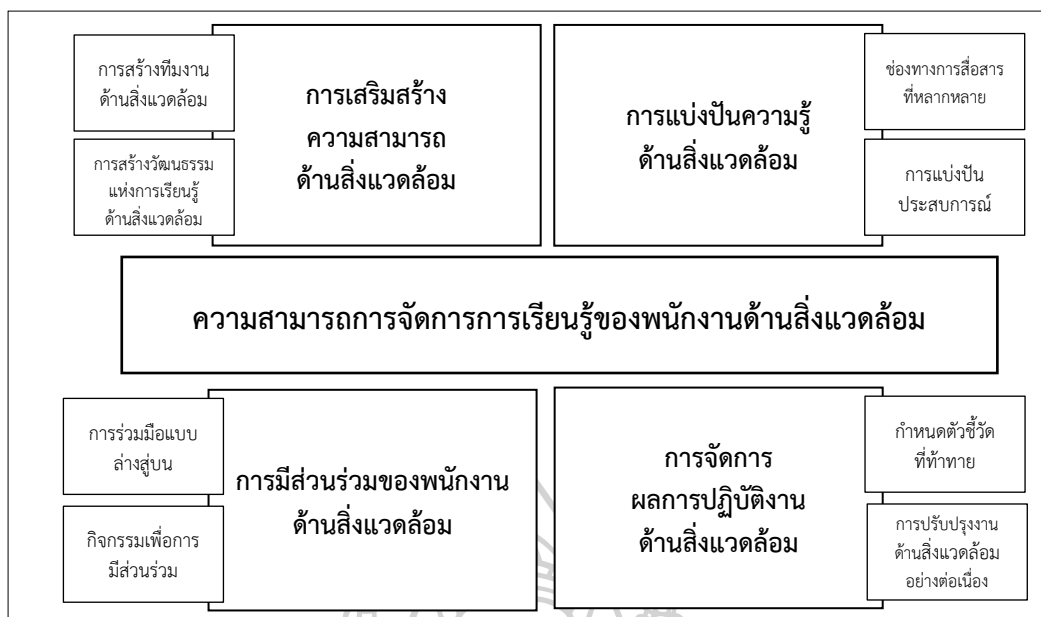 การสร้างทีมงาน
ด้านสิ่งแวดล้อม
การสร้างวัฒนธรรม
แห่งการเรียนรู้
ด้านสิ่งแวดล้อม
การเสริมสร้าง
ความสามารถ
ด้านสิ่งแวดล้อม
การแบ่งปันความรู้
ด้านสิ่งแวดล้อม
ช่องทางการสื่อสาร
ที่หลากหลาย
การแบ่งปัน
ประสบการณ์
ความสามารถการจัดการการเรียนรู้ของพนักงานด้านสิ่งแวดล้อม
การร่วมมือแบบ
ล่างสู่บน
กิจกรรมเพื่อการ
มีส่วนร่วม
การมีส่วนร่วมของพนักงาน
ด้านสิ่งแวดล้อม
การจัดการ
ผลการปฏิบัติงาน
ด้านสิ่งแวดล้อม
กำหนดตัวชี้วัด
ที่ท้าทาย
การปรับปรุงงาน
ด้านสิ่งแวดล้อม
อย่างต่อเนื่อง